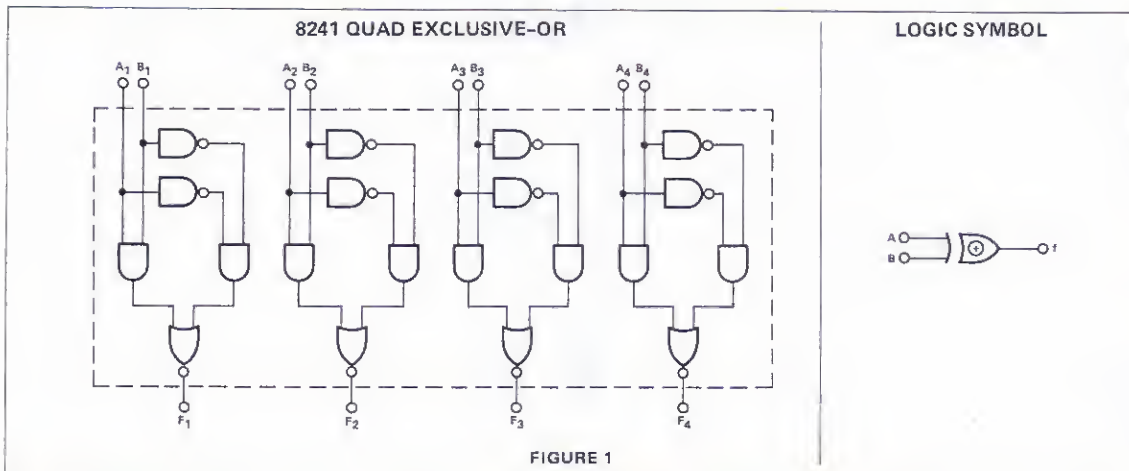 8241 QUAD EXCLUSIVE-OR
A1 B1 A2 B2 A3 B3 A4 B4
F1 F2 F3 F4
FIGURE 1
LOGIC SYMBOL
A
B
+
f